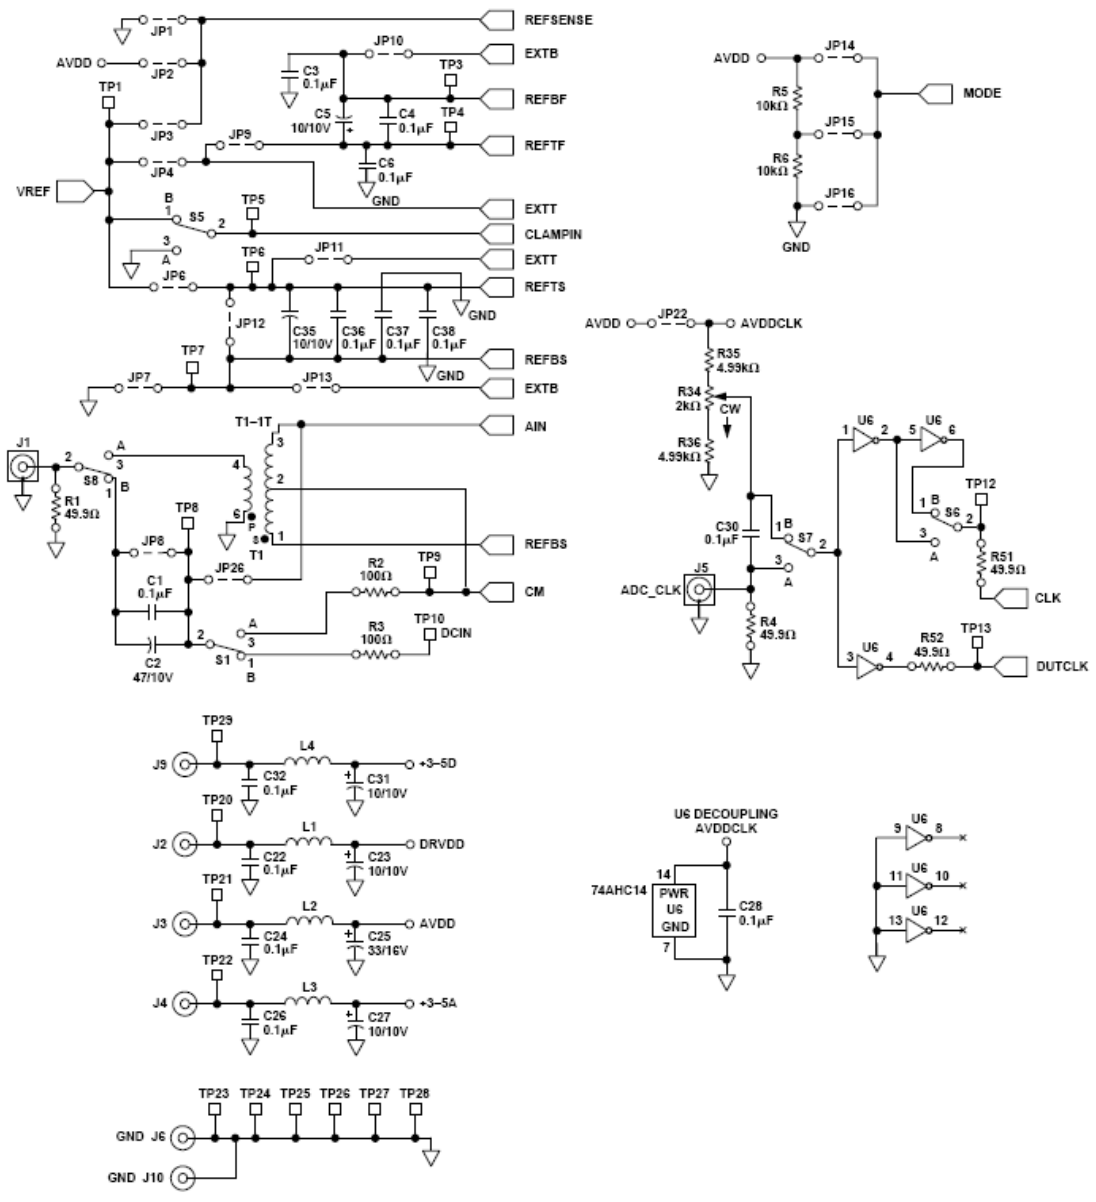 JP1
REFSENSE
AVDD
JP2
TP1
JP3
JP4
VREF
C3
0.1µF
JP10
EXTB
TP3
REFBF
C5
10/10V
+
C4
0.1µF
TP4
JP9
REFTF
C6
0.1µF
GND
EXTT
B
1
S5
2
TP5
CLAMPIN
3
A
TP6
JP11
EXTT
JP6
REFTS
GND
JP12
C35
10/10V
C36
0.1µF
C37
0.1µF
C38
0.1µF
REFBS
GND
TP7
JP7
JP13
EXTB
AVDD
JP14
R5
10kΩ
MODE
JP15
R6
10kΩ
JP16
GND
J1
2
A
3
S8
1
B
R1
49.9Ω
T1–1T
3
4
2
6
P
S
1
T1
AIN
REFBS
TP8
JP8
JP26
C1
0.1µF
C2
47/10V
2
S1
A
3
1
B
R2
100Ω
TP9
CM
R3
100Ω
TP10
DCIN
AVDD
JP22
AVDDCLK
R35
4.99kΩ
R34
2kΩ
CW
R36
4.99kΩ
C30
0.1µF
1
B
S7
2
3
A
J5
ADC_CLK
R4
49.9Ω
U6
1
2
U6
5
6
TP12
1
B
S6
2
3
A
R51
49.9Ω
CLK
U6
3
4
R52
49.9Ω
TP13
DUTCLK
TP29
J9
L4
+3–5D
C32
0.1µF
+
C31
10/10V
TP20
J2
L1
DRVDD
C22
0.1µF
+
C23
10/10V
TP21
J3
L2
AVDD
C24
0.1µF
+
C25
33/16V
TP22
J4
L3
+3–5A
C26
0.1µF
+
C27
10/10V
U6 DECOUPLING
AVDDCLK
14
74AHC14
PWR
U6
GND
7
C28
0.1µF
U6
9
8
U6
11
10
U6
13
12
TP23
TP24
TP25
TP26
TP27
TP28
GND J6
GND J10